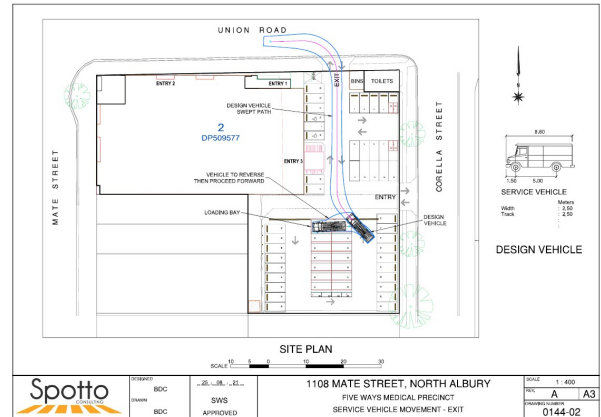 UNION ROAD
ENTRY 2
ENTRY 1
EXIT
BINS
TOILETS
DESIGN VEHICLE
SWEPT PATH
2
DP509577
ENTRY 3
VEHICLE TO REVERSE
THEN PROCEED FORWARD
ENTRY
LOADING BAY
DESIGN
VEHICLE
MATE STREET
CORELLA STREET
8.80
1.50 5.00
SERVICE VEHICLE
Meters
Width : 2.50
Track : 2.50
DESIGN VEHICLE
SITE PLAN
SCALE 10 5 0 10 20 30
Spotto
CONSULTING
DESIGNED
BDC
DRAWN
BDC
25 . 08 . 21
SWS
APPROVED
1108 MATE STREET, NORTH ALBURY
FIVE WAYS MEDICAL PRECINCT
SERVICE VEHICLE MOVEMENT - EXIT
SCALE 1 : 400
REV. A A3
DRAWING NUMBER
0144-02